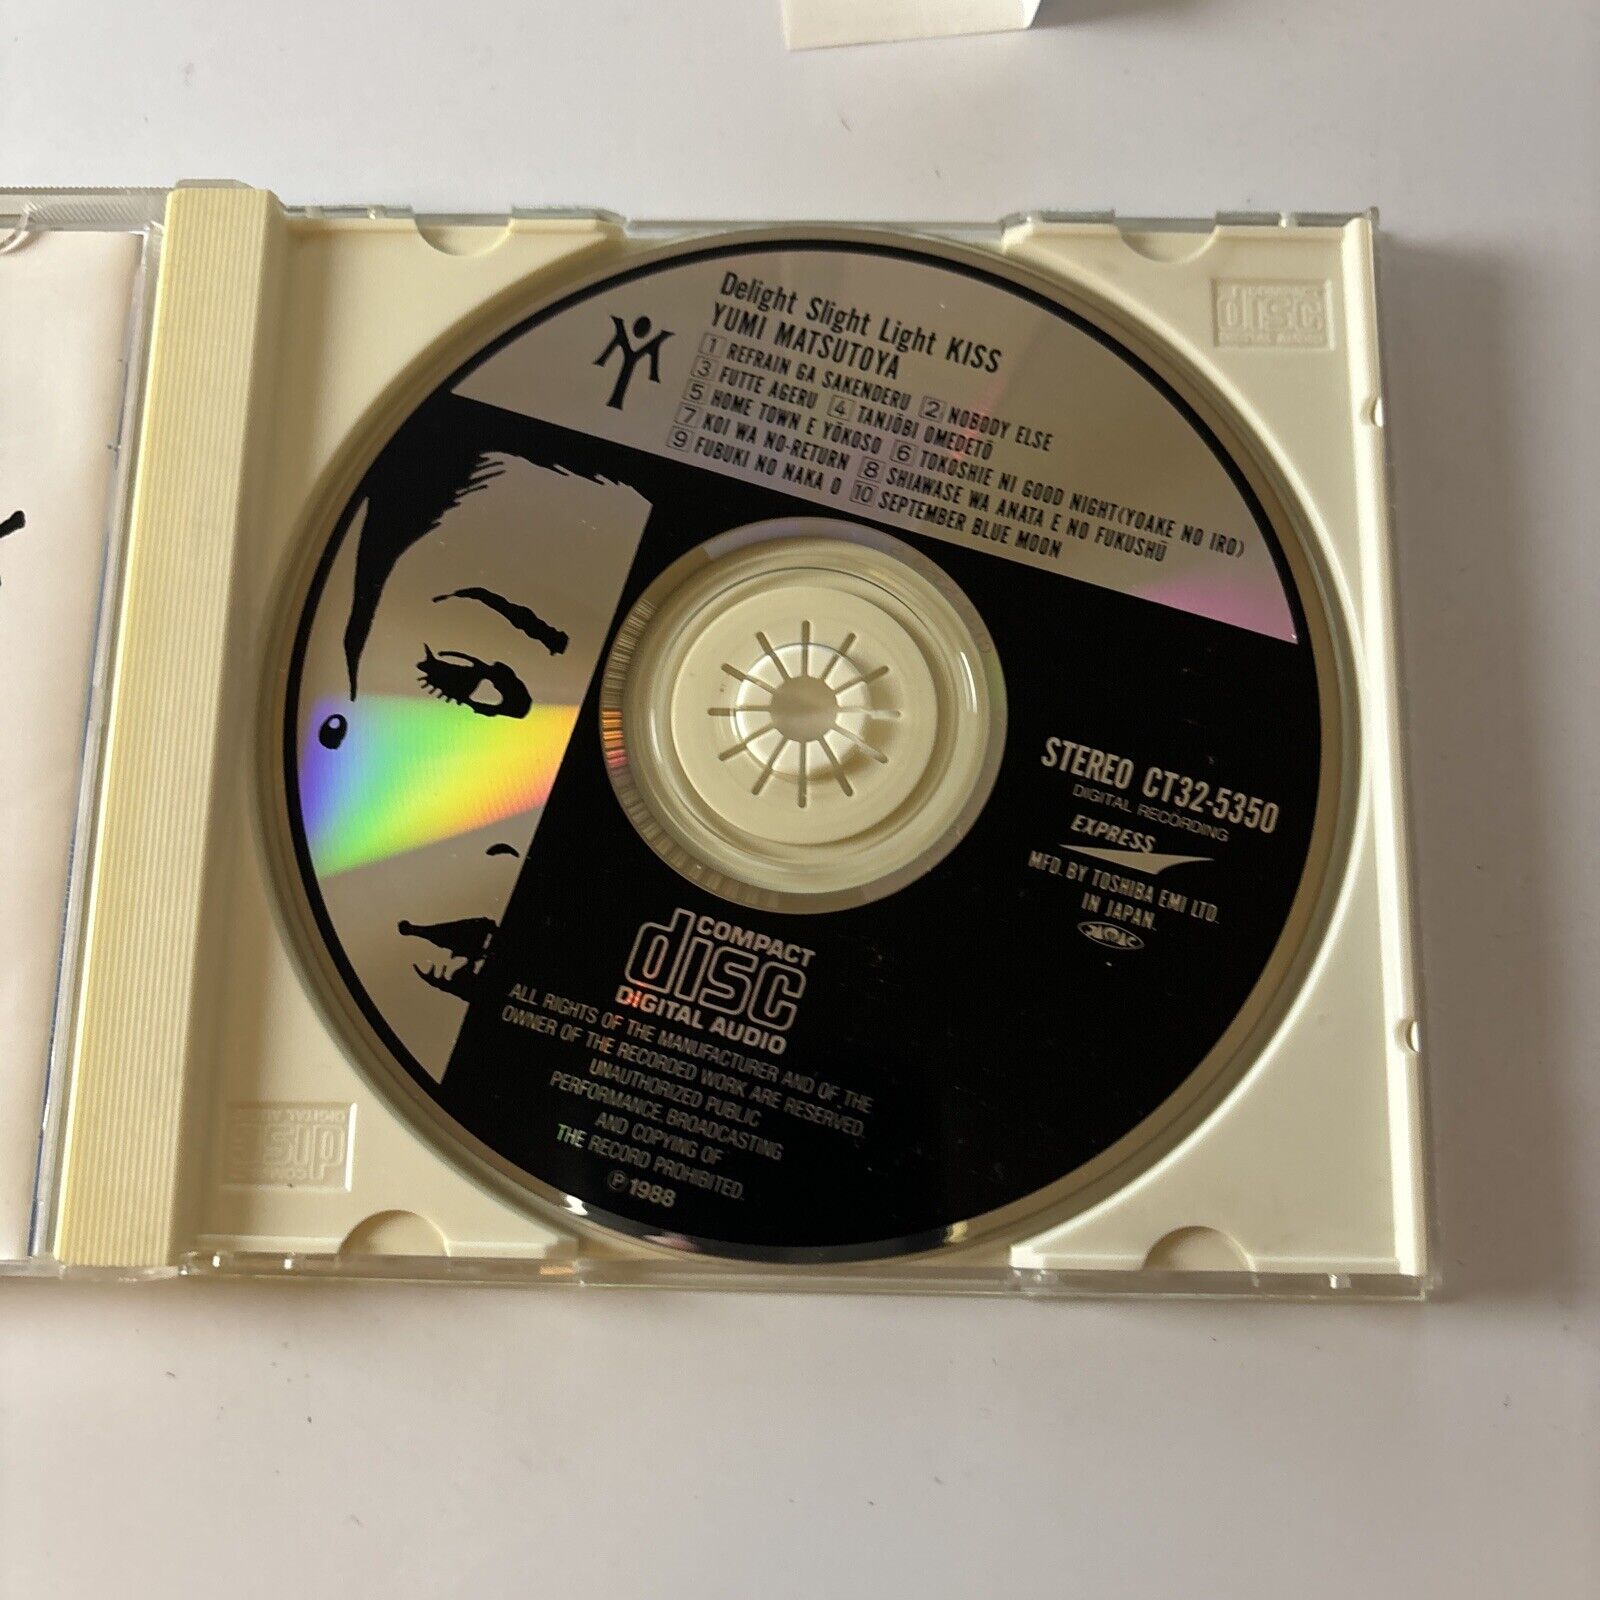 Delight Slight Light KISS
YUMI MATSUTOYA
1 REFRAIN GA SAKENDERU 2 NOBODY ELSE
3 FUTTE AGERU 4 TANJŌBI OMEDETŌ
5 HOME TOWN E YŌKOSO 6 TOKOSHIE NI GOOD NIGHT(YOAKE NO IRO)
7 KOI WA NO-RETURN 8 SHIAWASE WA ANATA E NO FUKUSHŪ
9 FUBUKI NO NAKA O 10 SEPTEMBER BLUE MOON
STEREO CT32-5350
DIGITAL RECORDING
EXPRESS
MFD. BY TOSHIBA EMI LTD.
IN JAPAN.
JASRAC
COMPACT
disc
DIGITAL AUDIO
ALL RIGHTS OF THE MANUFACTURER AND OF THE
OWNER OF THE RECORDED WORK ARE RESERVED.
UNAUTHORIZED PUBLIC
PERFORMANCE, BROADCASTING
AND COPYING OF
THE RECORD PROHIBITED.
℗ 1988
COMPACT
disc
DIGITAL AUDIO
COMPACT
disc
DIGITAL AUDIO